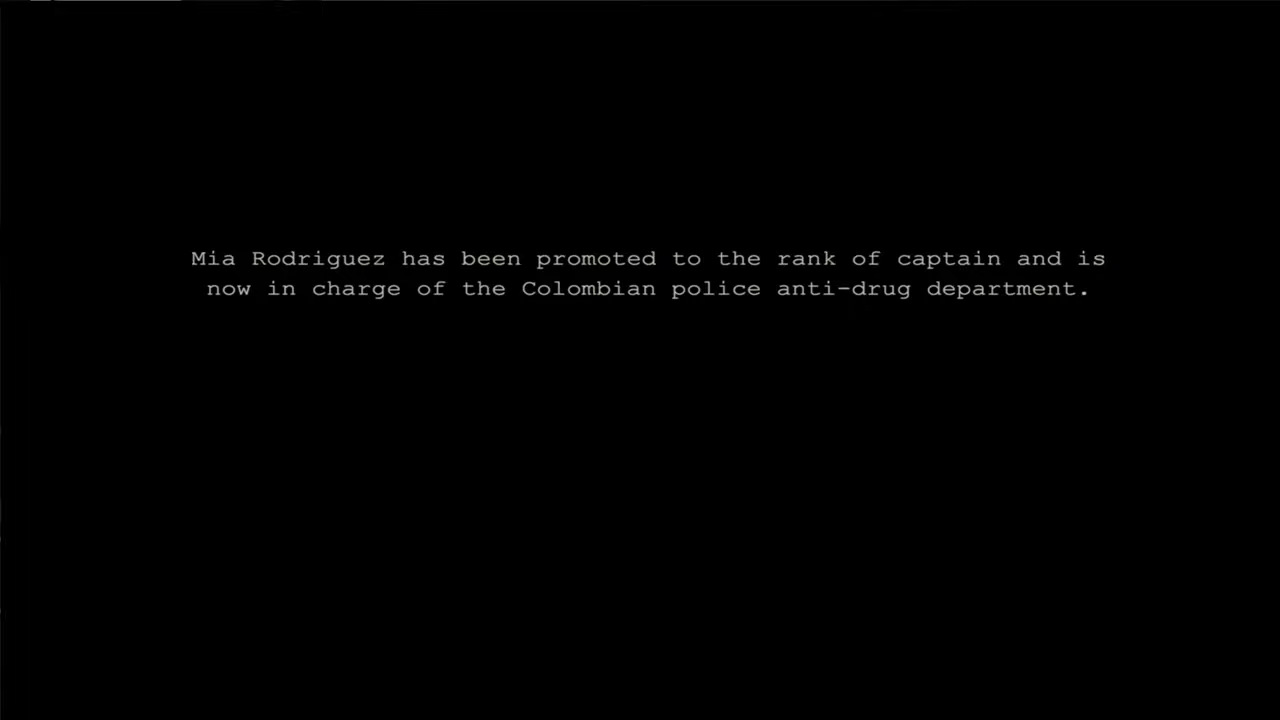 Mia Rodriguez has been promoted to the rank of captain and is
now in charge of the Colombian police anti-drug department.